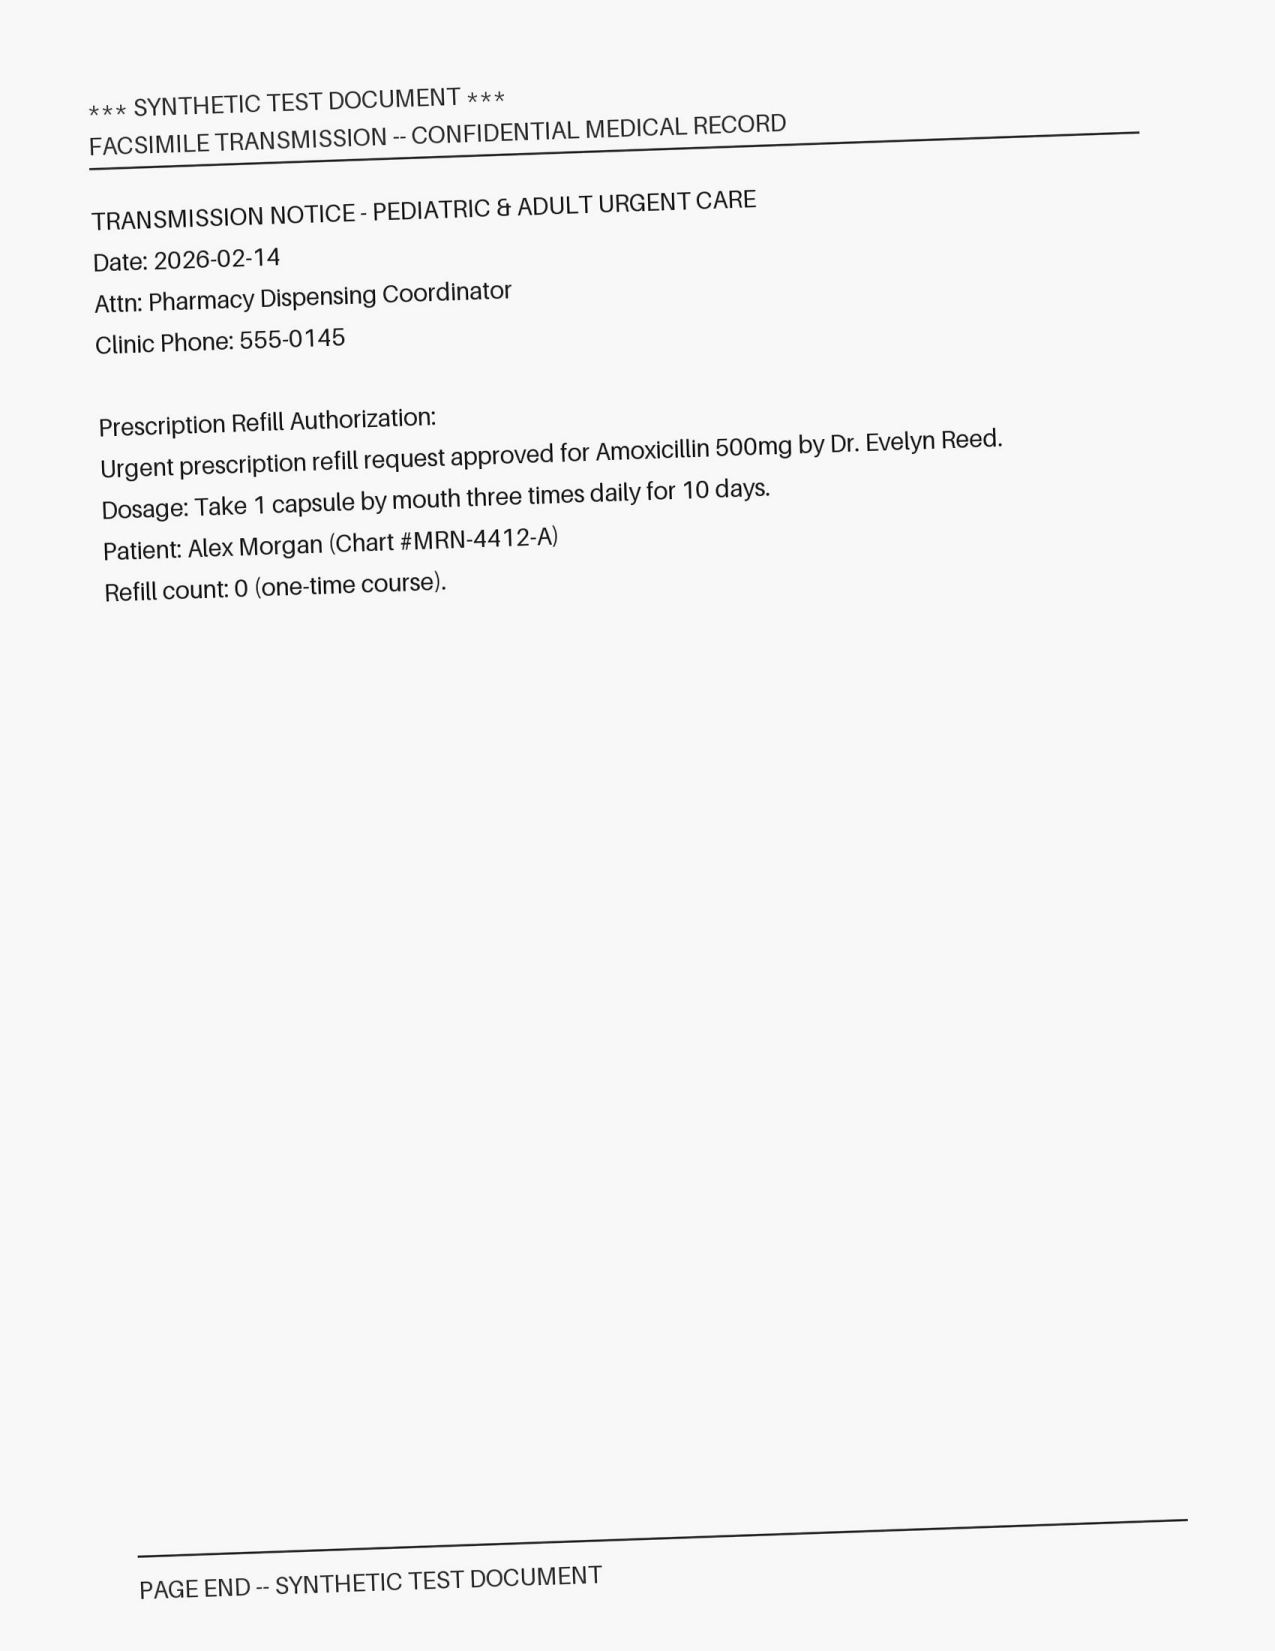 *** SYNTHETIC TEST DOCUMENT ***
FACSIMILE TRANSMISSION -- CONFIDENTIAL MEDICAL RECORD
TRANSMISSION NOTICE - PEDIATRIC & ADULT URGENT CARE
Date: 2026-02-14
Attn: Pharmacy Dispensing Coordinator
Clinic Phone: 555-0145
Prescription Refill Authorization:
Urgent prescription refill request approved for Amoxicillin 500mg by Dr. Evelyn Reed.
Dosage: Take 1 capsule by mouth three times daily for 10 days.
Patient: Alex Morgan (Chart #MRN-4412-A)
Refill count: 0 (one-time course).
PAGE END -- SYNTHETIC TEST DOCUMENT